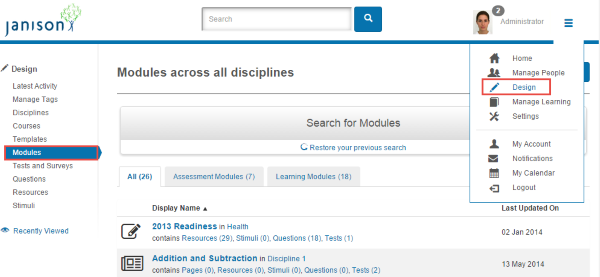 janison
Search
2
Administrator
Home
Manage People
Design
Manage Learning
Settings
My Account
Notifications
My Calendar
Logout
Design
Latest Activity
Manage Tags
Disciplines
Courses
Templates
Modules
Tests and Surveys
Questions
Resources
Stimuli
Recently Viewed
Modules across all disciplines
Search for Modules
Restore your previous search
All (26) Assessment Modules (7) Learning Modules (18)
Display Name ▲ Last Updated On
2013 Readiness in Health
contains Resources (29), Stimuli (0), Questions (18), Tests (1)
02 Jan 2014
Addition and Subtraction in Discipline 1
contains Pages (0), Resources (0), Stimuli (0), Questions (0), Tests (2)
13 May 2014